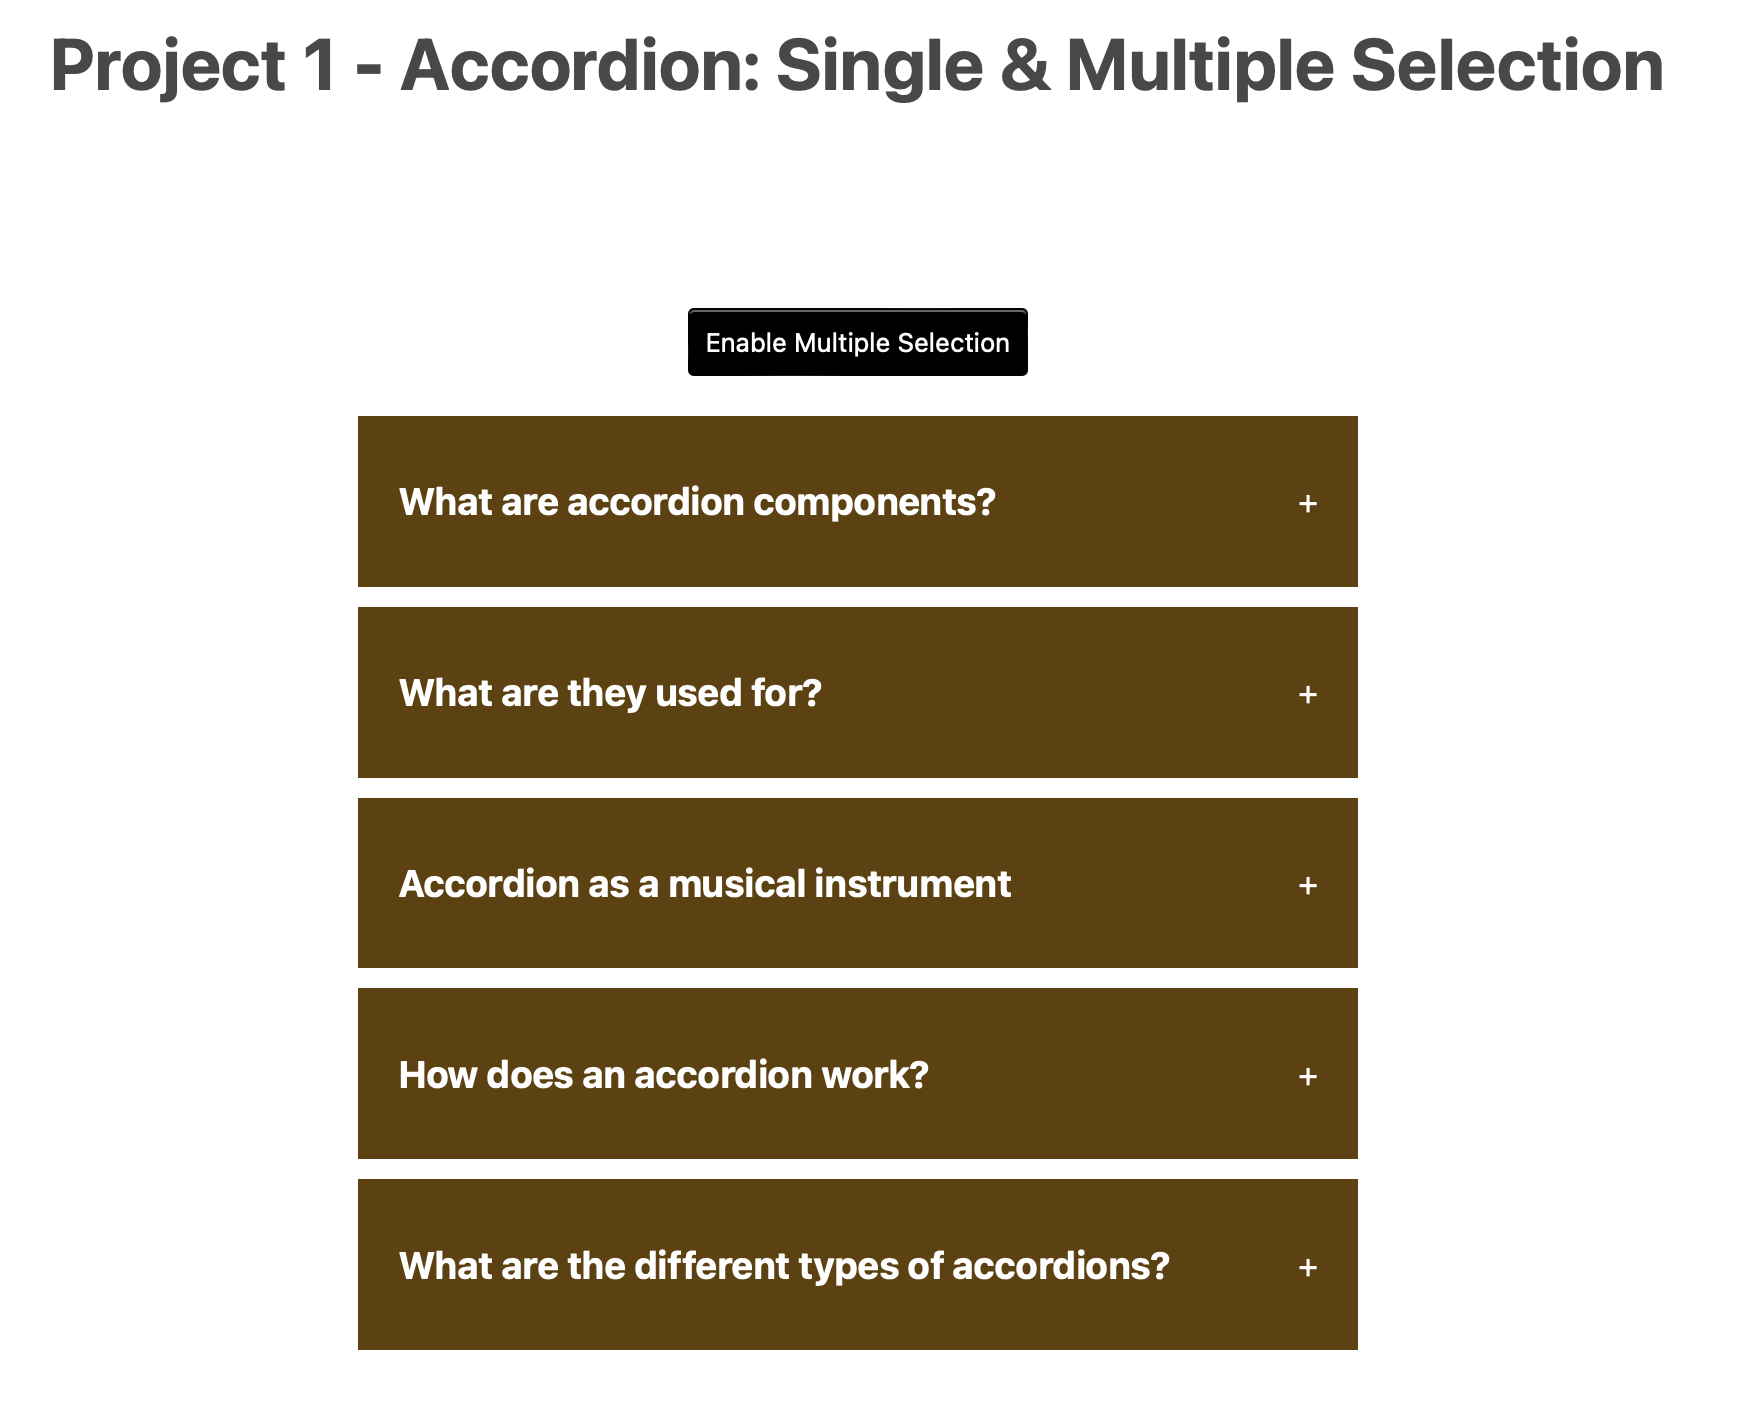 Project 1 - Accordion: Single & Multiple Selection
Enable Multiple Selection
What are accordion components? +
What are they used for? +
Accordion as a musical instrument +
How does an accordion work? +
What are the different types of accordions? +